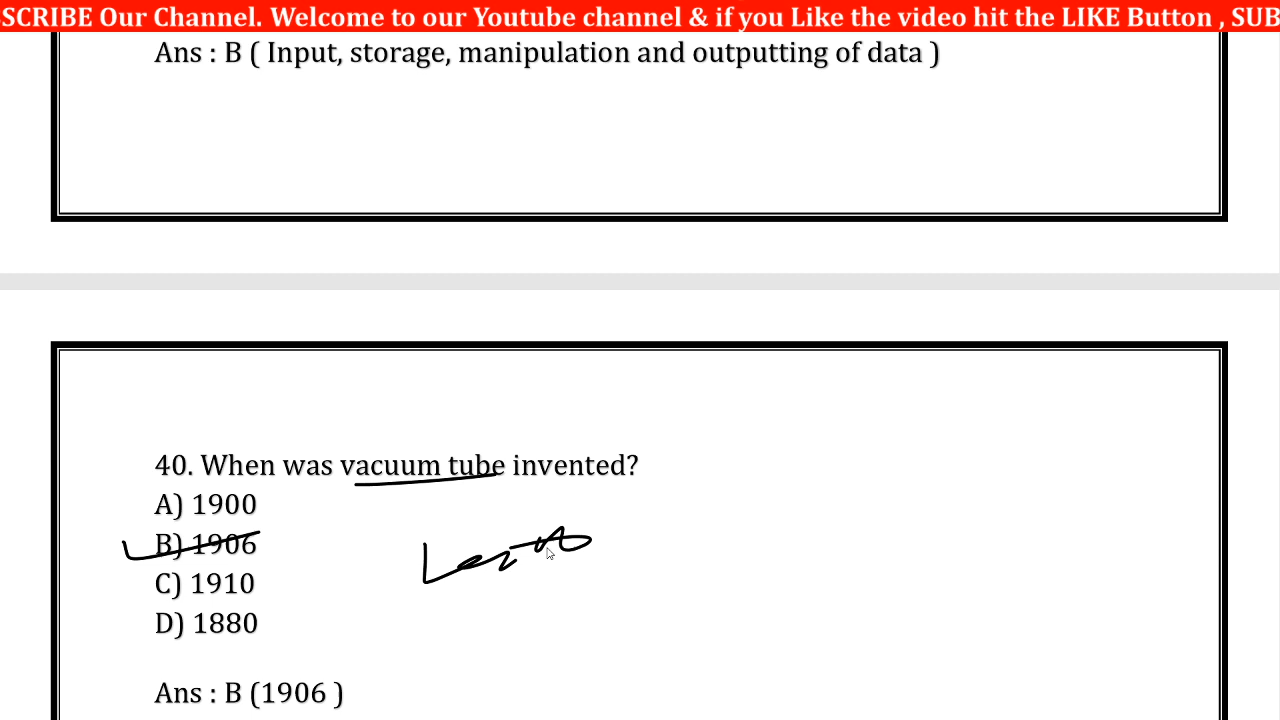 SCRIBE Our Channel. Welcome to our Youtube channel & if you Like the video hit the LIKE Button , SUB
Ans : B ( Input, storage, manipulation and outputting of data )
40. When was vacuum tube invented?
A) 1900
B) 1906
C) 1910
D) 1880
Ans : B (1906 )